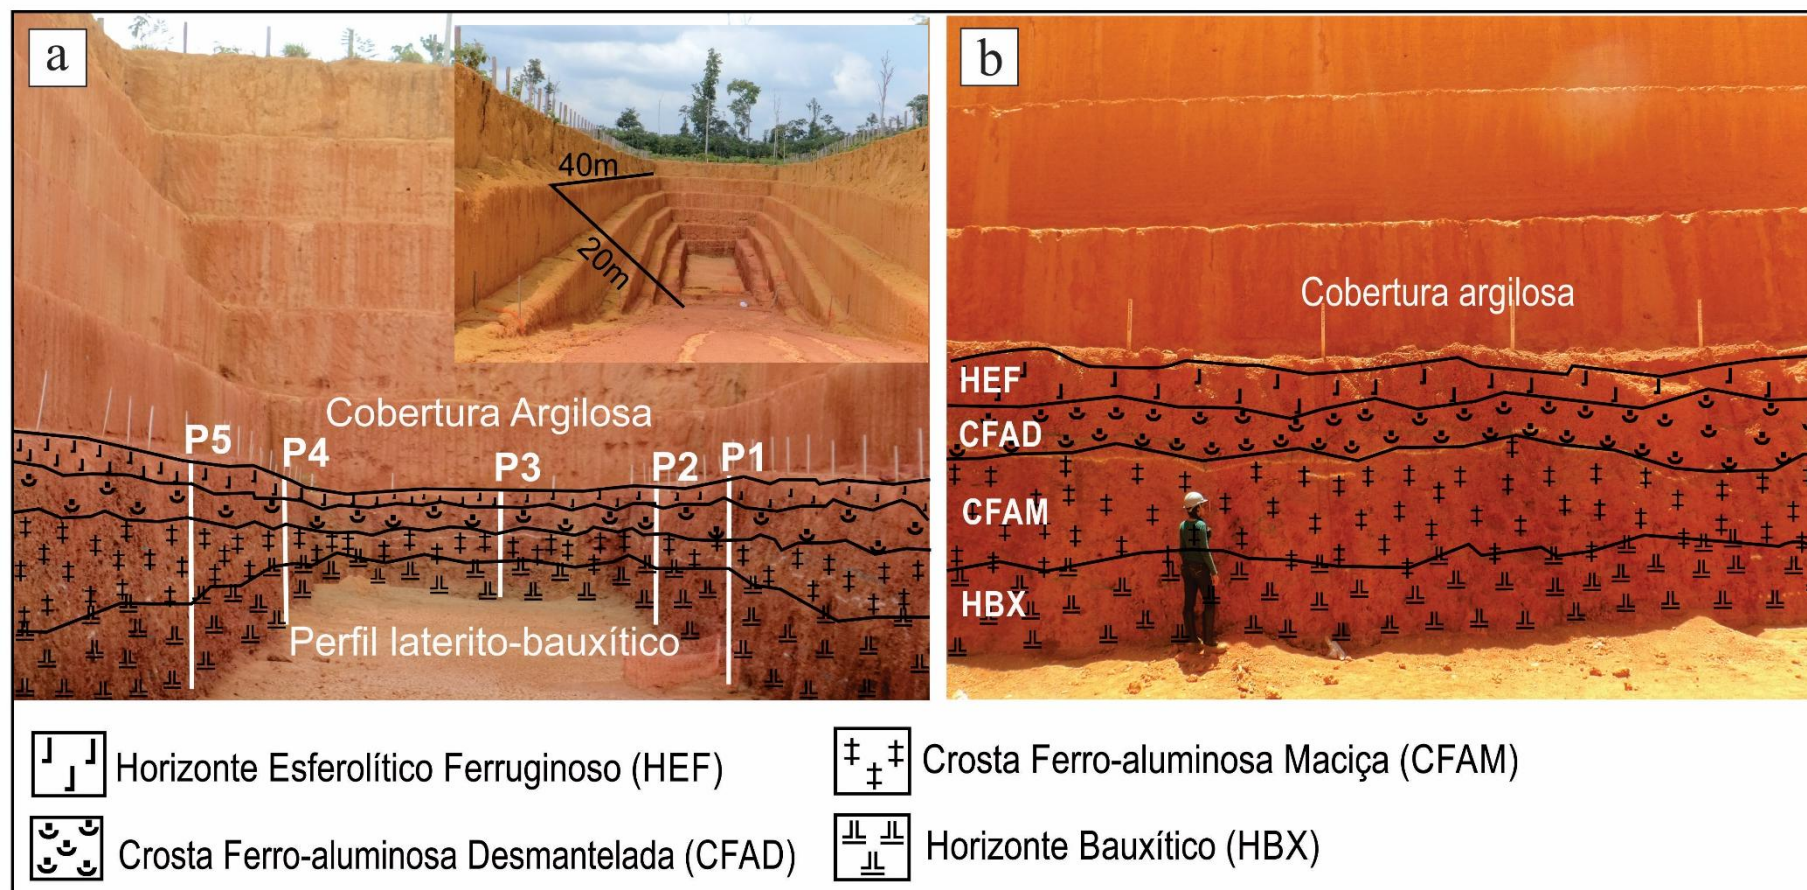 a
40m
20m
Cobertura Argilosa
P5
P4
P3
P2
P1
Perfil laterito-bauxítico
b
Cobertura argilosa
HEF
CFAD
CFAM
HBX
Horizonte Esferolítico Ferruginoso (HEF)
Crosta Ferro-aluminosa Desmantelada (CFAD)
Crosta Ferro-aluminosa Maciça (CFAM)
Horizonte Bauxítico (HBX)